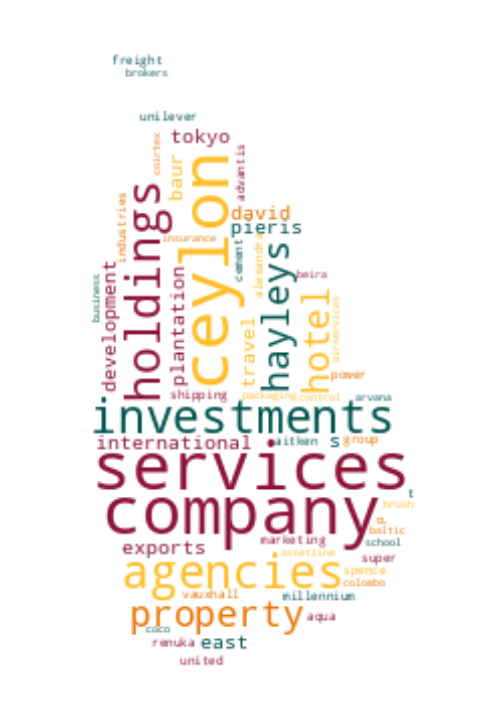 freight
brokers
unilever
coirtex
tokyo
baur
advantis
ceylon
holdings
industries
insurance
david
pieris
cement
alexandra
hayleys
beira
business
development
plantation
travel
hotel
airservices
power
shipping
packaging
control
arvana
investments
international
aitken
s
group
services
company
t
brush
p
baltic
school
marketing
exports
assetline
super
agencies
spence
colombo
vauxhall
millennium
property
aqua
coco
renuka
east
united